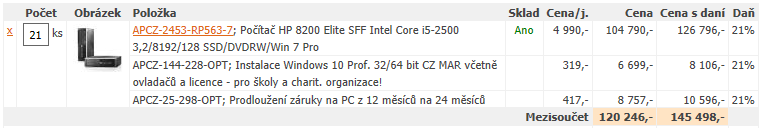 Počet Obrázek Položka Sklad Cena/j. Cena Cena s daní Daň
x 21 ks APCZ-2453-RP563-7; Počítač HP 8200 Elite SFF Intel Core i5-2500 Ano 4 990,- 104 790,- 126 796,- 21%
3,2/8192/128 SSD/DVDRW/Win 7 Pro
APCZ-144-228-OPT; Instalace Windows 10 Prof. 32/64 bit CZ MAR včetně 319,- 6 699,- 8 106,- 21%
ovladačů a licence - pro školy a charit. organizace!
APCZ-25-298-OPT; Prodloužení záruky na PC z 12 měsíců na 24 měsíců 417,- 8 757,- 10 596,- 21%
Mezisoučet 120 246,- 145 498,-